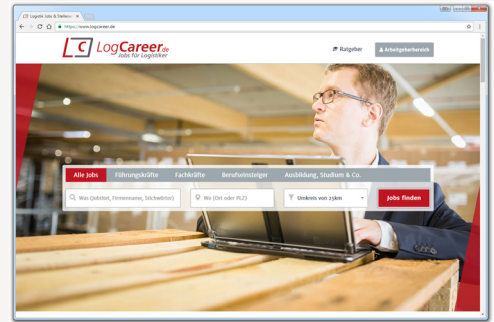 Logistik Jobs & Stellenan
https://www.logcareer.de
C LogCareer.de
Jobs für Logistiker
Ratgeber
Arbeitgeberbereich
Alle Jobs Führungskräfte Fachkräfte Berufseinsteiger Ausbildung, Studium & Co.
Was (Jobtitel, Firmenname, Stichwörter) Wo (Ort oder PLZ) Umkreis von 25km Jobs finden